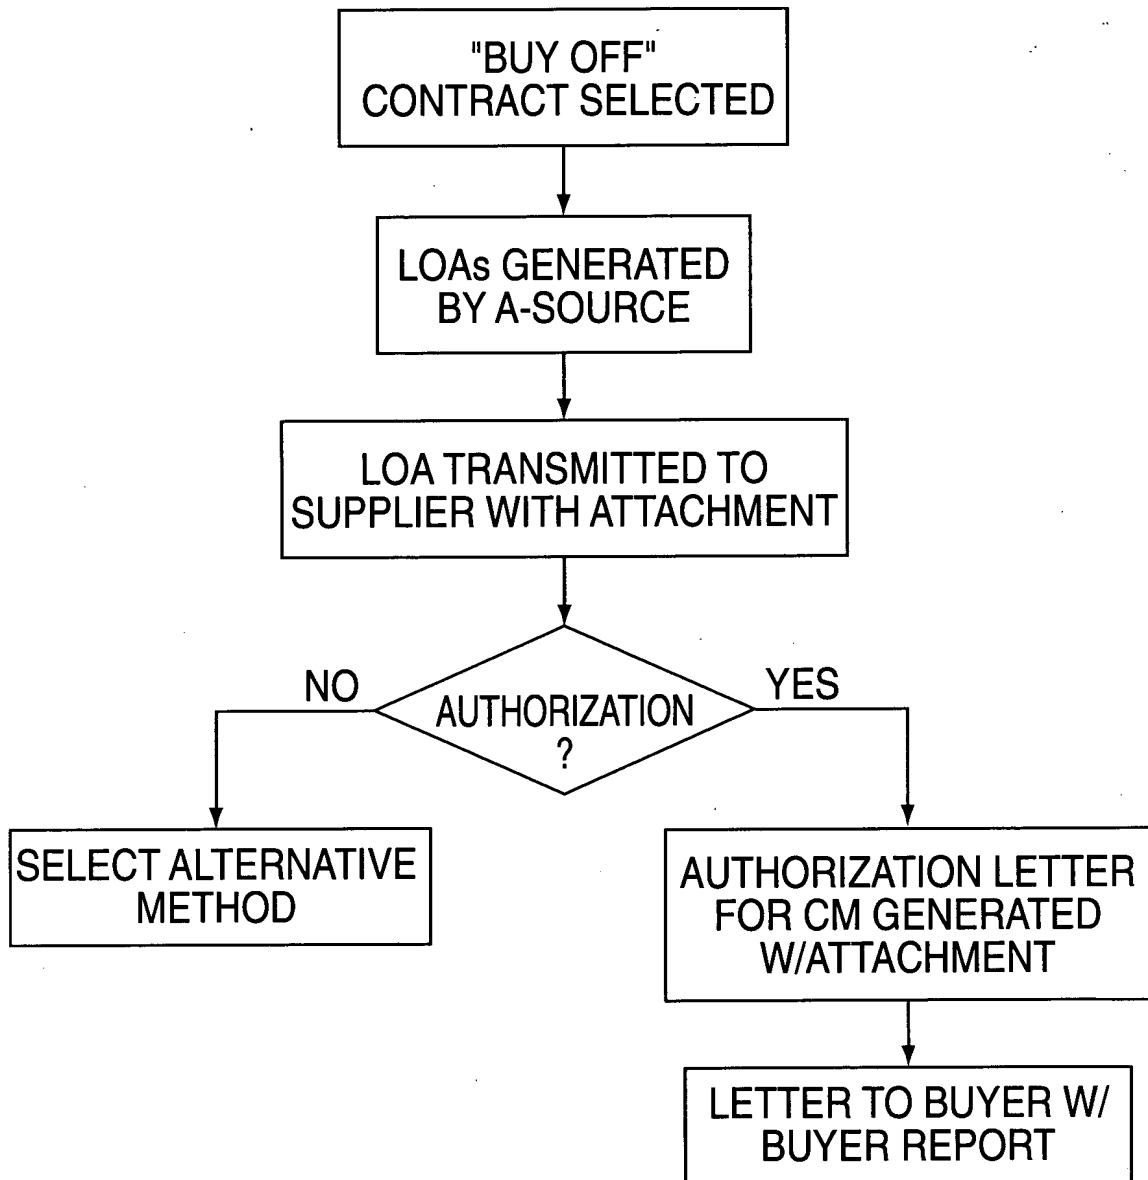 "BUY OFF"
CONTRACT SELECTED
LOAs GENERATED
BY A-SOURCE
LOA TRANSMITTED TO
SUPPLIER WITH ATTACHMENT
NO
YES
AUTHORIZATION
?
SELECT ALTERNATIVE
METHOD
AUTHORIZATION LETTER
FOR CM GENERATED
W/ATTACHMENT
LETTER TO BUYER W/
BUYER REPORT